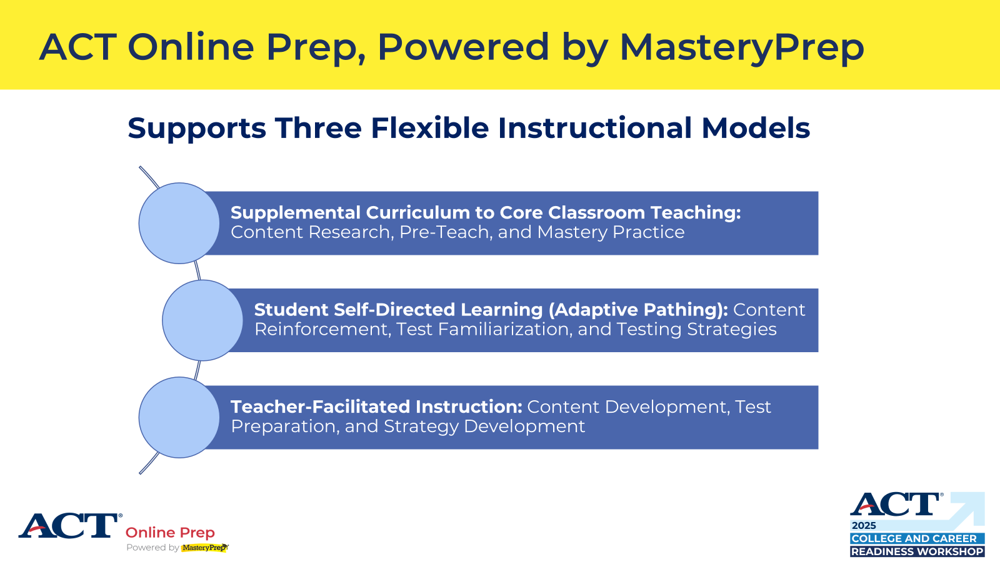 ACT Online Prep, Powered by MasteryPrep
Supports Three Flexible Instructional Models
Supplemental Curriculum to Core Classroom Teaching:
Content Research, Pre-Teach, and Mastery Practice
Student Self-Directed Learning (Adaptive Pathing): Content
Reinforcement, Test Familiarization, and Testing Strategies
Teacher-Facilitated Instruction: Content Development, Test
Preparation, and Strategy Development
ACT®
Online Prep
Powered by MasteryPrep
ACT®
2025
COLLEGE AND CAREER
READINESS WORKSHOP